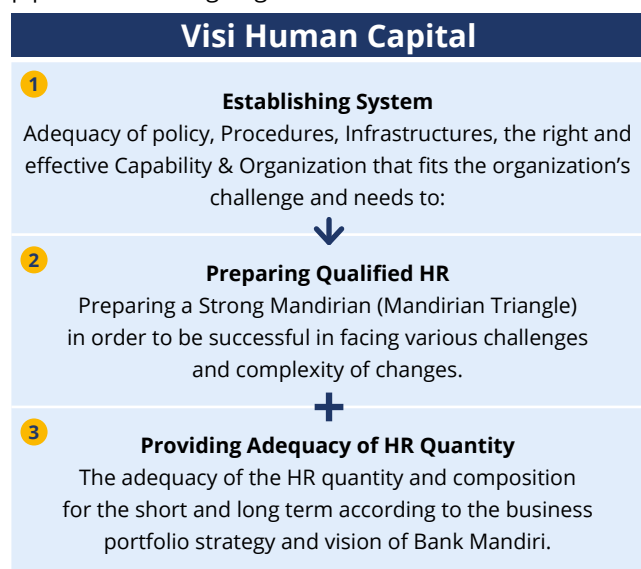 Visi Human Capital
1
Establishing System
Adequacy of policy, Procedures, Infrastructures, the right and
effective Capability & Organization that fits the organization’s
challenge and needs to:
2
Preparing Qualified HR
Preparing a Strong Mandirian (Mandirian Triangle)
in order to be successful in facing various challenges
and complexity of changes.
+
3
Providing Adequacy of HR Quantity
The adequacy of the HR quantity and composition
for the short and long term according to the business
portfolio strategy and vision of Bank Mandiri.